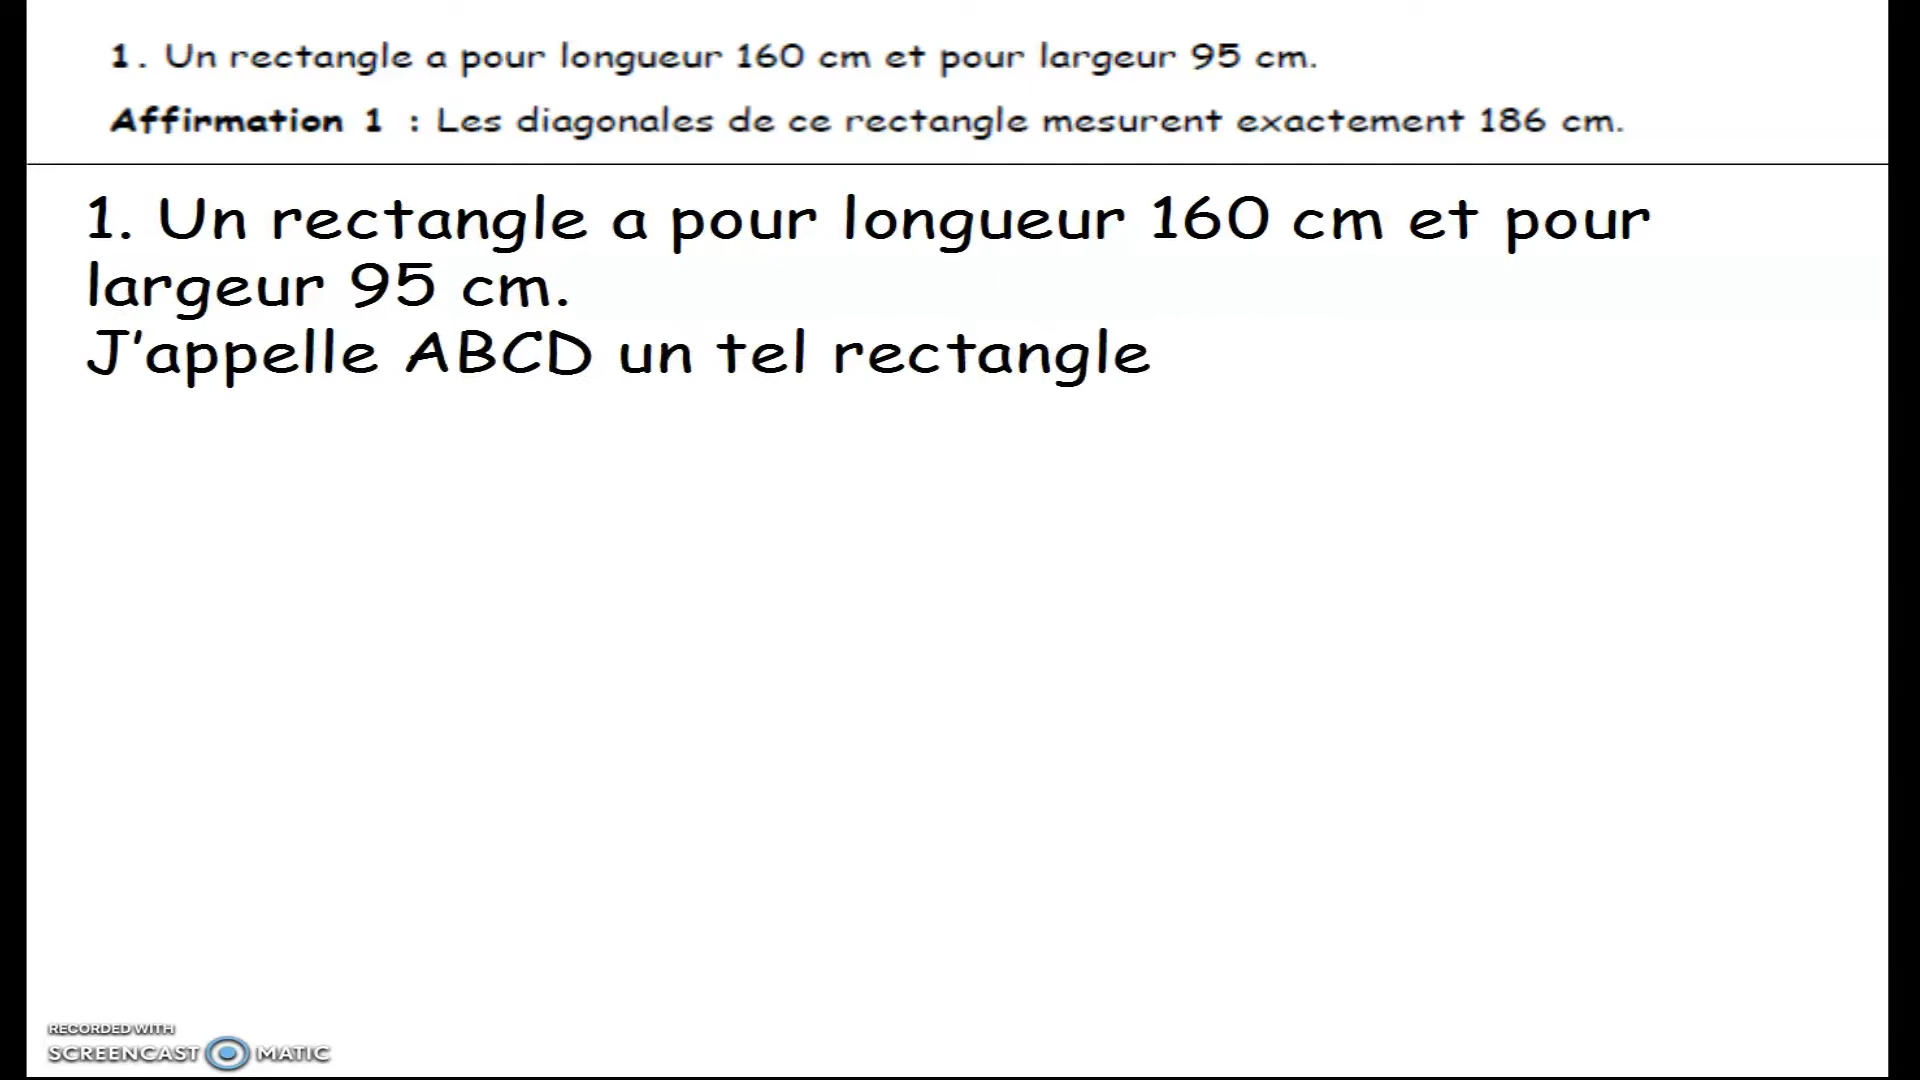 1. Un rectangle a pour longueur 160 cm et pour largeur 95 cm.
Affirmation 1 : Les diagonales de ce rectangle mesurent exactement 186 cm.
1. Un rectangle a pour longueur 160 cm et pour
largeur 95 cm.
J'appelle ABCD un tel rectangle
RECORDED WITH
SCREENCAST MATIC